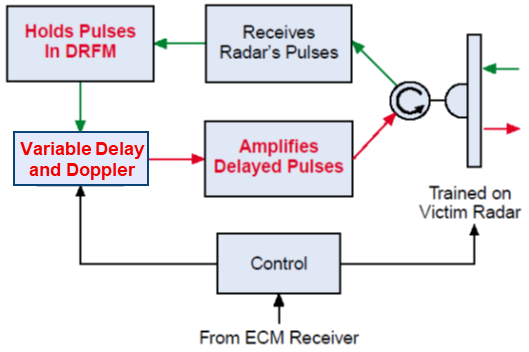 Holds Pulses
In DRFM
Receives
Radar's Pulses
Variable Delay
and Doppler
Amplifies
Delayed Pulses
Trained on
Victim Radar
Control
From ECM Receiver